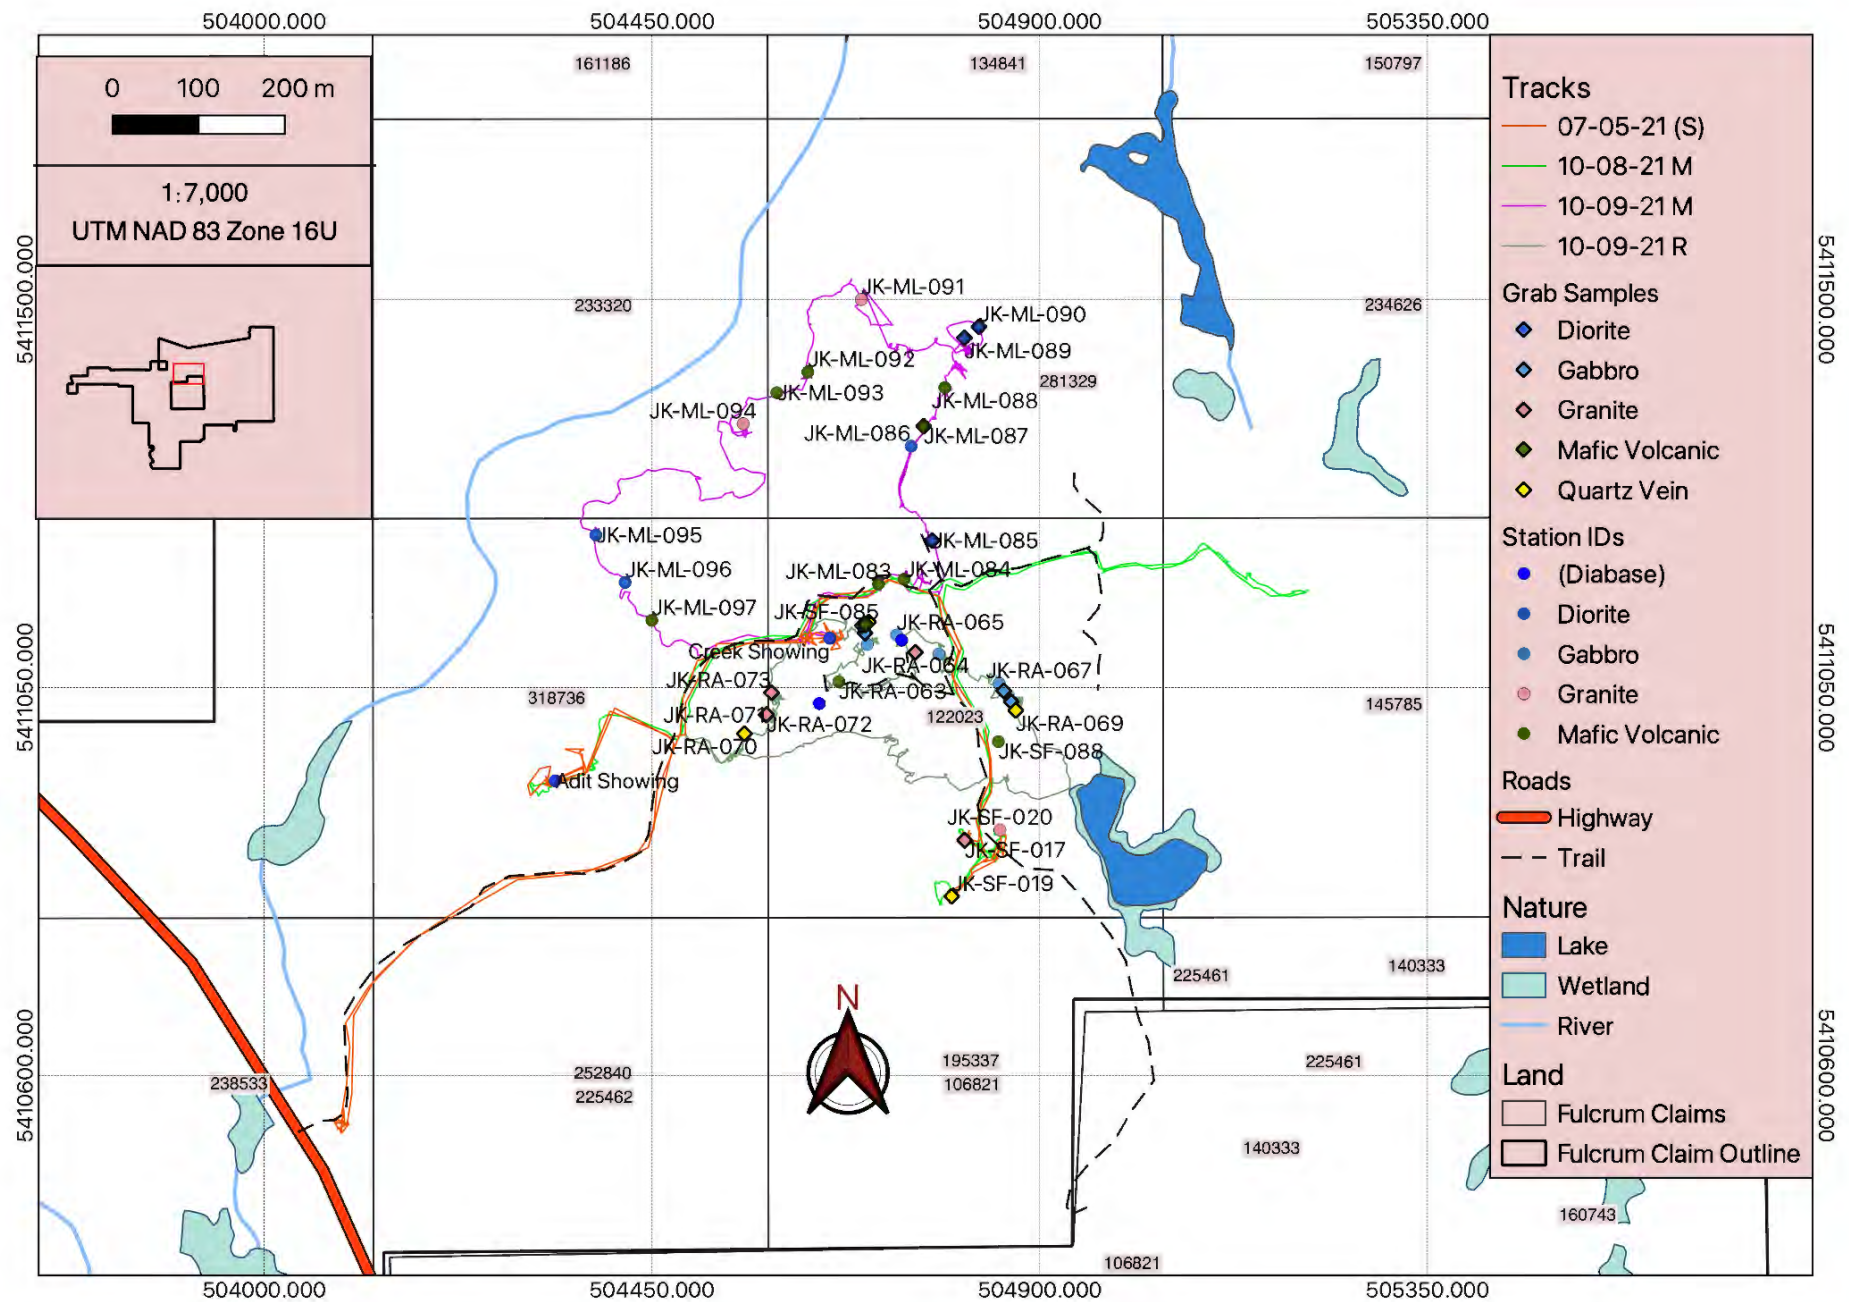 504000.000
504450.000
504900.000
505350.000
0 100 200 m
1:7,000
UTM NAD 83 Zone 16U
5411500.000
5411050.000
5410600.000
161186
134841
150797
233320
234626
281329
318736
122023
145785
238533
252840
225462
195337
106821
225461
140333
225461
140333
160743
106821
JK-ML-091
JK-ML-090
JK-ML-089
JK-ML-092
JK-ML-093
JK-ML-088
JK-ML-094
JK-ML-086
JK-ML-087
JK-ML-095
JK-ML-085
JK-ML-096
JK-ML-083
JK-ML-084
JK-ML-097
JK-SF-085
JK-RA-065
Creek Showing
JK-RA-064
JK-RA-067
JK-RA-073
JK-RA-063
JK-RA-071
JK-RA-072
JK-RA-069
JK-RA-070
JK-SF-088
Adit Showing
JK-SF-020
JK-SF-017
JK-SF-019
N
Tracks
07-05-21 (S)
10-08-21 M
10-09-21 M
10-09-21 R
Grab Samples
Diorite
Gabbro
Granite
Mafic Volcanic
Quartz Vein
Station IDs
(Diabase)
Diorite
Gabbro
Granite
Mafic Volcanic
Roads
Highway
Trail
Nature
Lake
Wetland
River
Land
Fulcrum Claims
Fulcrum Claim Outline
5411500.000
5411050.000
5410600.000
504000.000
504450.000
504900.000
505350.000